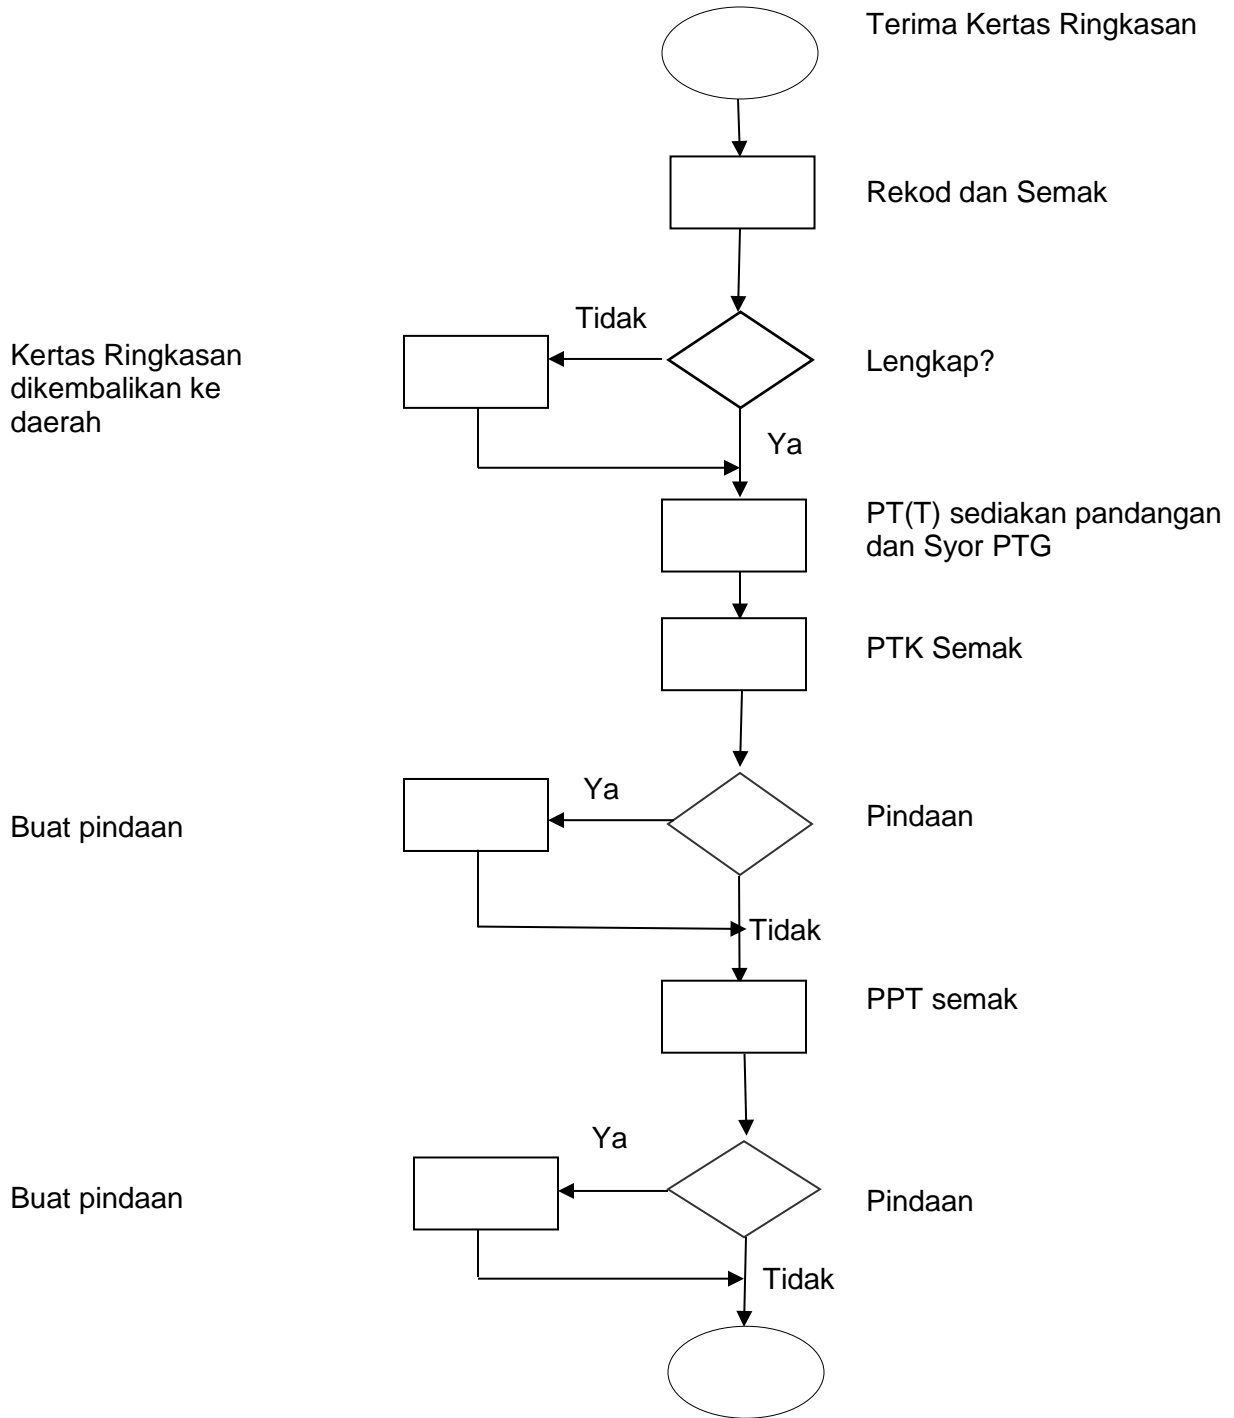 Terima Kertas Ringkasan
Rekod dan Semak
Tidak
Kertas Ringkasan
dikembalikan ke
daerah
Lengkap?
Ya
PT(T) sediakan pandangan
dan Syor PTG
PTK Semak
Ya
Pindaan
Buat pindaan
Tidak
PPT semak
Ya
Buat pindaan
Pindaan
Tidak